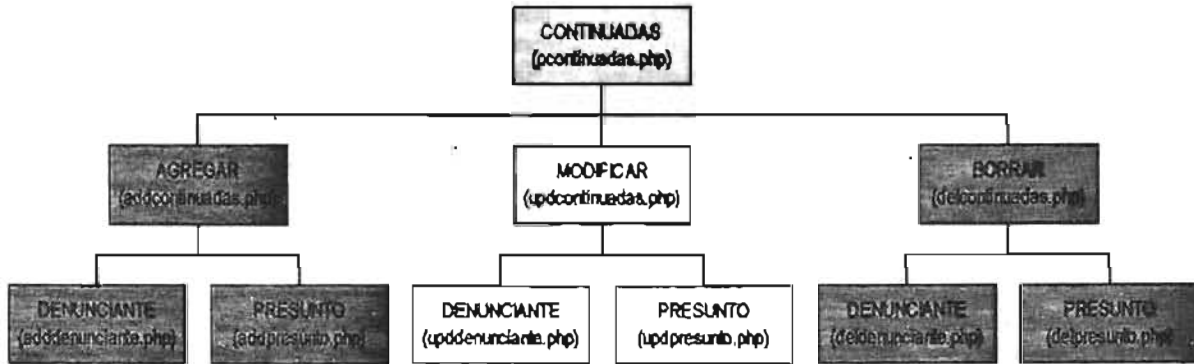 CONTINUADAS
(pcontinuadas.php)
AGREGAR
(addcontinuadas.php)
MODIFICAR
(updcontinuadas.php)
BORRAR
(delcontinuadas.php)
DENUNCIANTE
(adddenunciante.php)
PRESUNTO
(addpresunto.php)
DENUNCIANTE
(upddenunciante.php)
PRESUNTO
(updpresunto.php)
DENUNCIANTE
(deldenunciante.php)
PRESUNTO
(delpresunto.php)